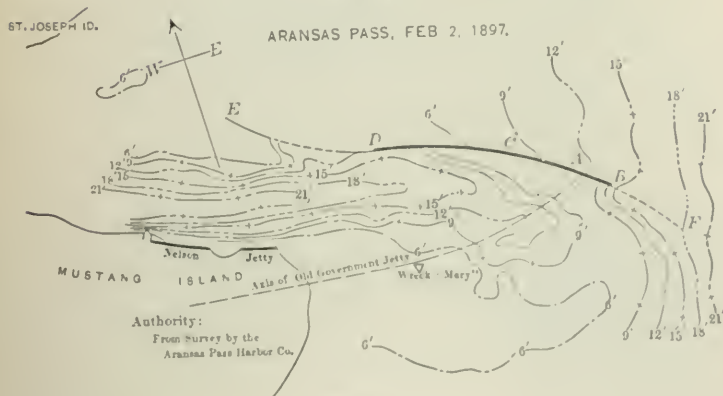 ST. JOSEPH ID.
ARANSAS PASS, FEB 2, 1897.
6'
W
E
12'
15'
18'
21'
9'
6'
E
D
C
A
B
F
6'
12' 9'
18' 15'
21'
15'
18'
21'
15'
12
9
9'
6'
Nelson Jetty
MUSTANG ISLAND
Axis of Old Government Jetty
Wreck "Mary"
Authority:
From Survey by the
Aransas Pass Harbor Co.
6'
6'
6'
9' 12' 15' 18' 21'